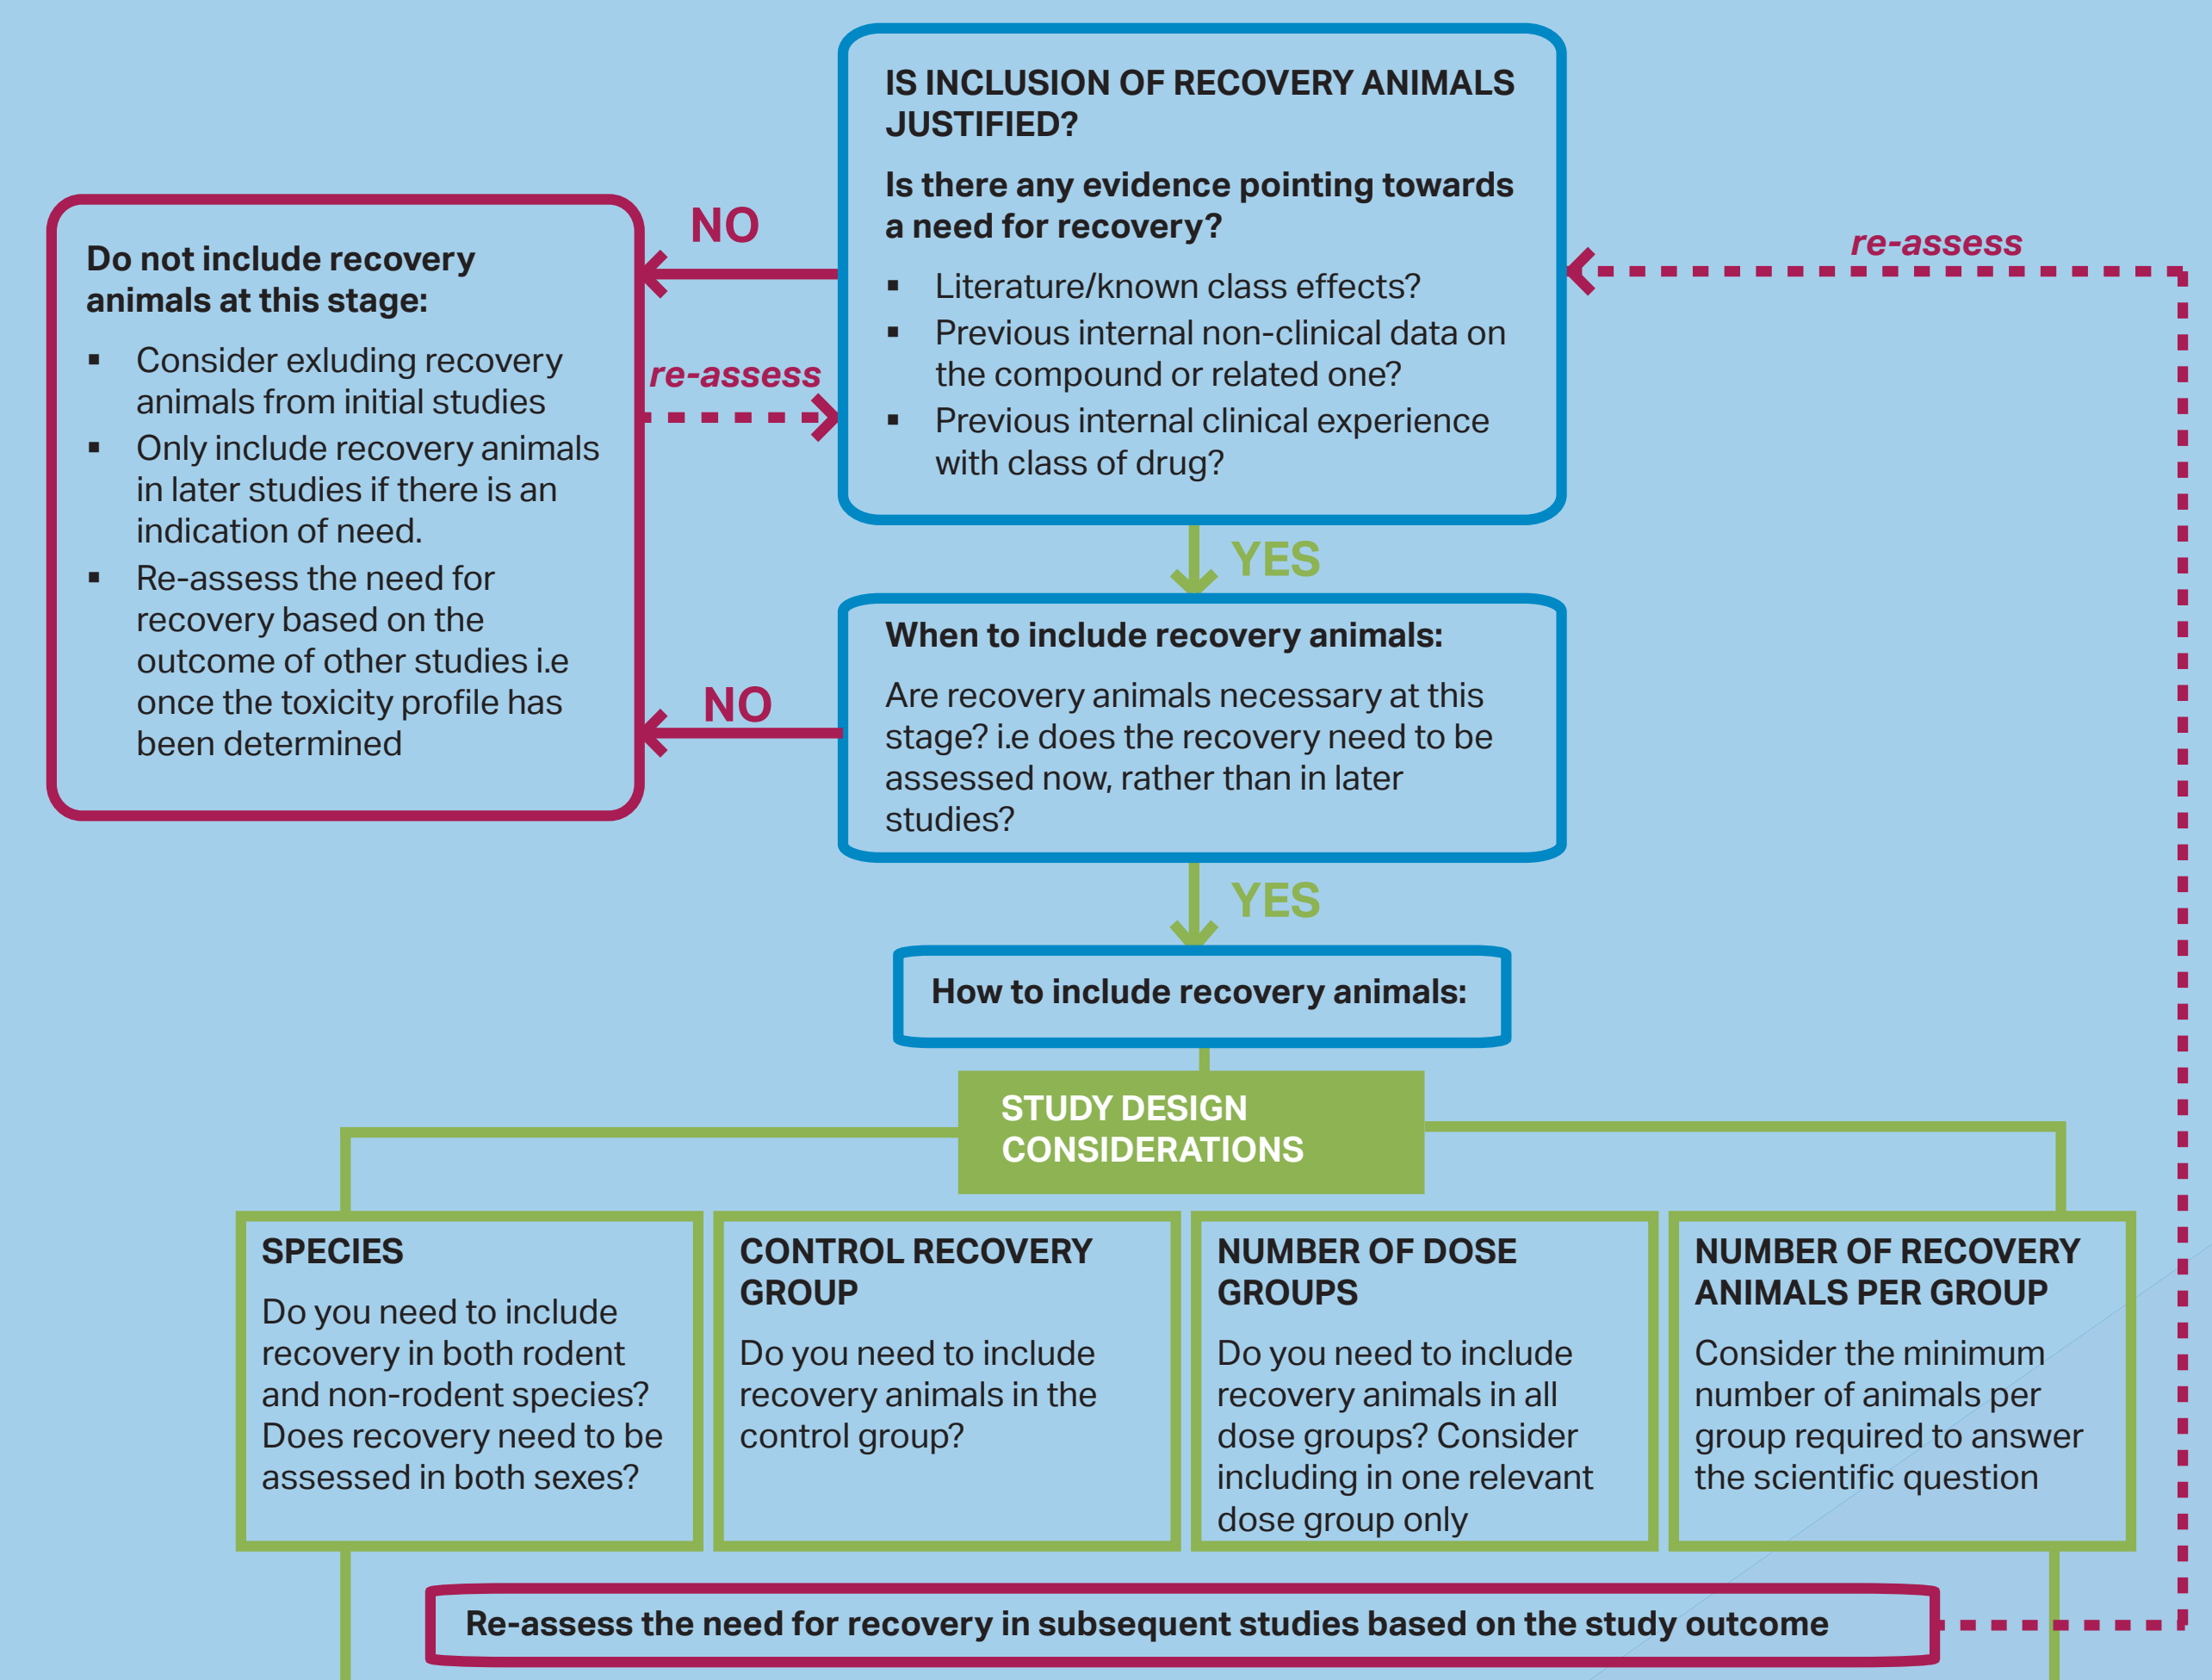 IS INCLUSION OF RECOVERY ANIMALS
JUSTIFIED?
Is there any evidence pointing towards
a need for recovery?
▪ Literature/known class effects?
▪ Previous internal non-clinical data on
the compound or related one?
▪ Previous internal clinical experience
with class of drug?
NO
re-assess
re-assess
Do not include recovery
animals at this stage:
▪ Consider exluding recovery
animals from initial studies
▪ Only include recovery animals
in later studies if there is an
indication of need.
▪ Re-assess the need for
recovery based on the
outcome of other studies i.e
once the toxicity profile has
been determined
YES
When to include recovery animals:
Are recovery animals necessary at this
stage? i.e does the recovery need to be
assessed now, rather than in later
studies?
NO
YES
How to include recovery animals:
STUDY DESIGN
CONSIDERATIONS
SPECIES
Do you need to include
recovery in both rodent
and non-rodent species?
Does recovery need to be
assessed in both sexes?
CONTROL RECOVERY
GROUP
Do you need to include
recovery animals in the
control group?
NUMBER OF DOSE
GROUPS
Do you need to include
recovery animals in all
dose groups? Consider
including in one relevant
dose group only
NUMBER OF RECOVERY
ANIMALS PER GROUP
Consider the minimum
number of animals per
group required to answer
the scientific question
Re-assess the need for recovery in subsequent studies based on the study outcome